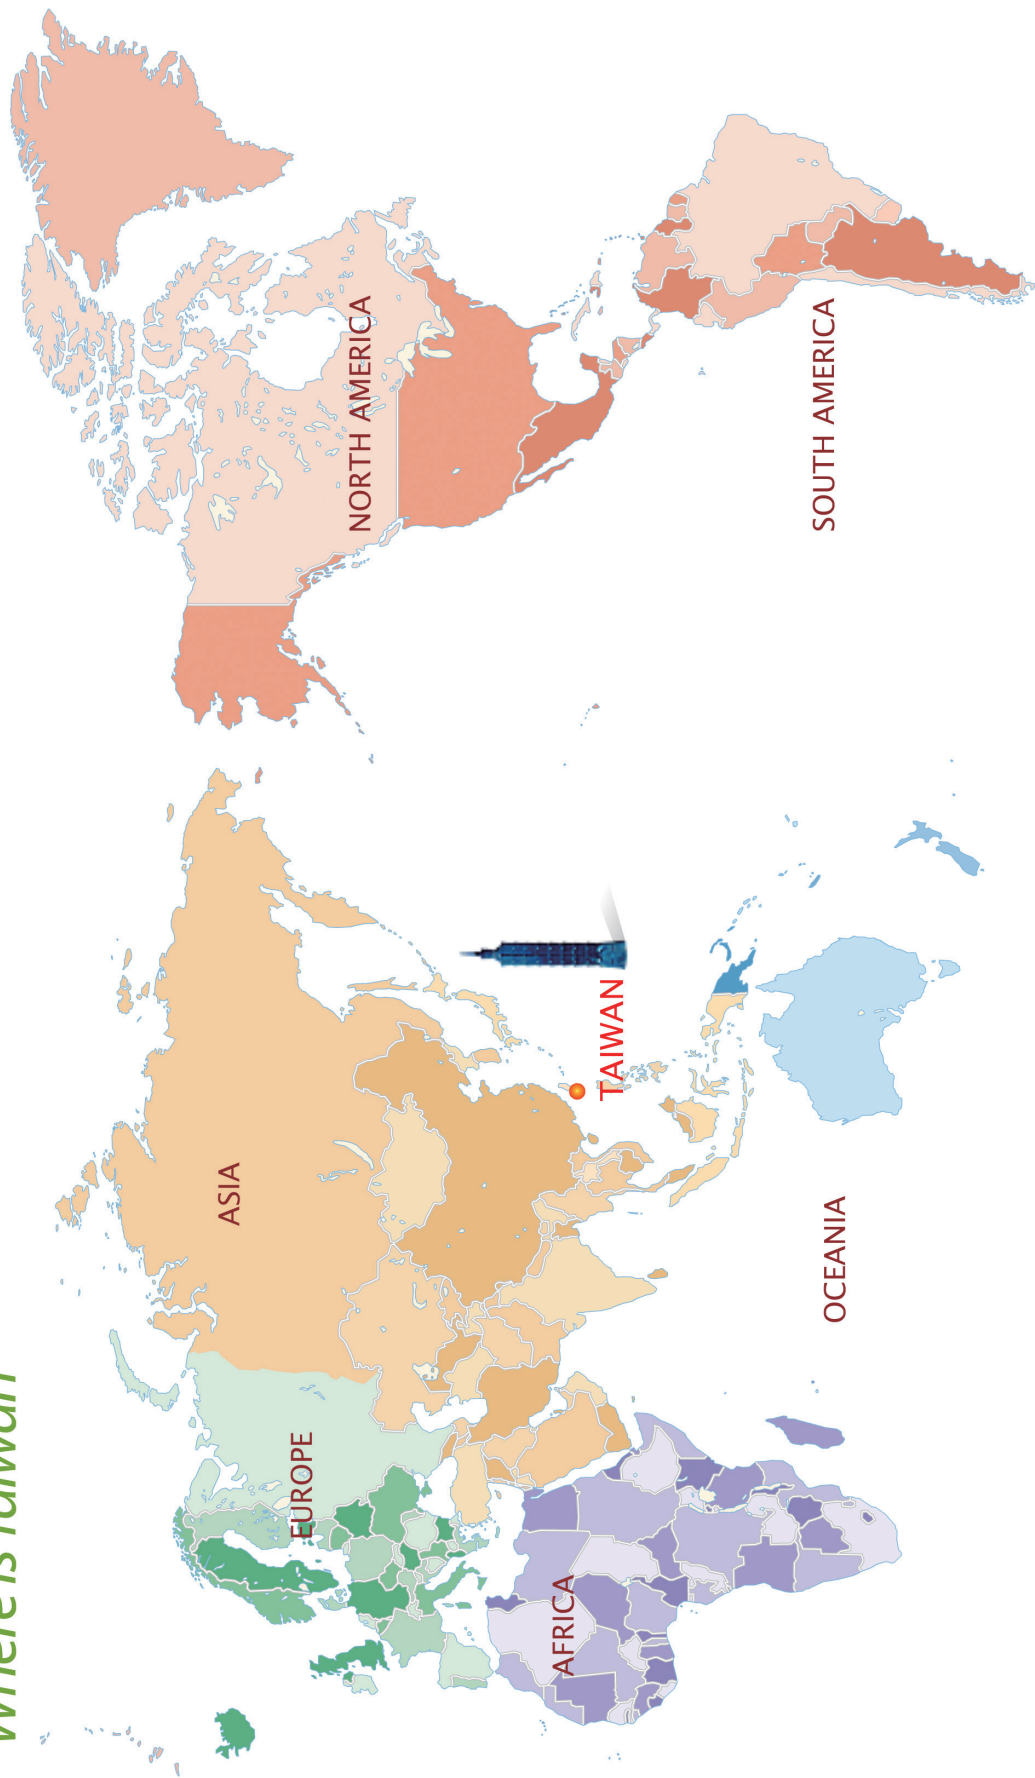 Where is Taiwan
NORTH AMERICA
ASIA
EUROPE
TAIWAN
AFRICA
SOUTH AMERICA
OCEANIA